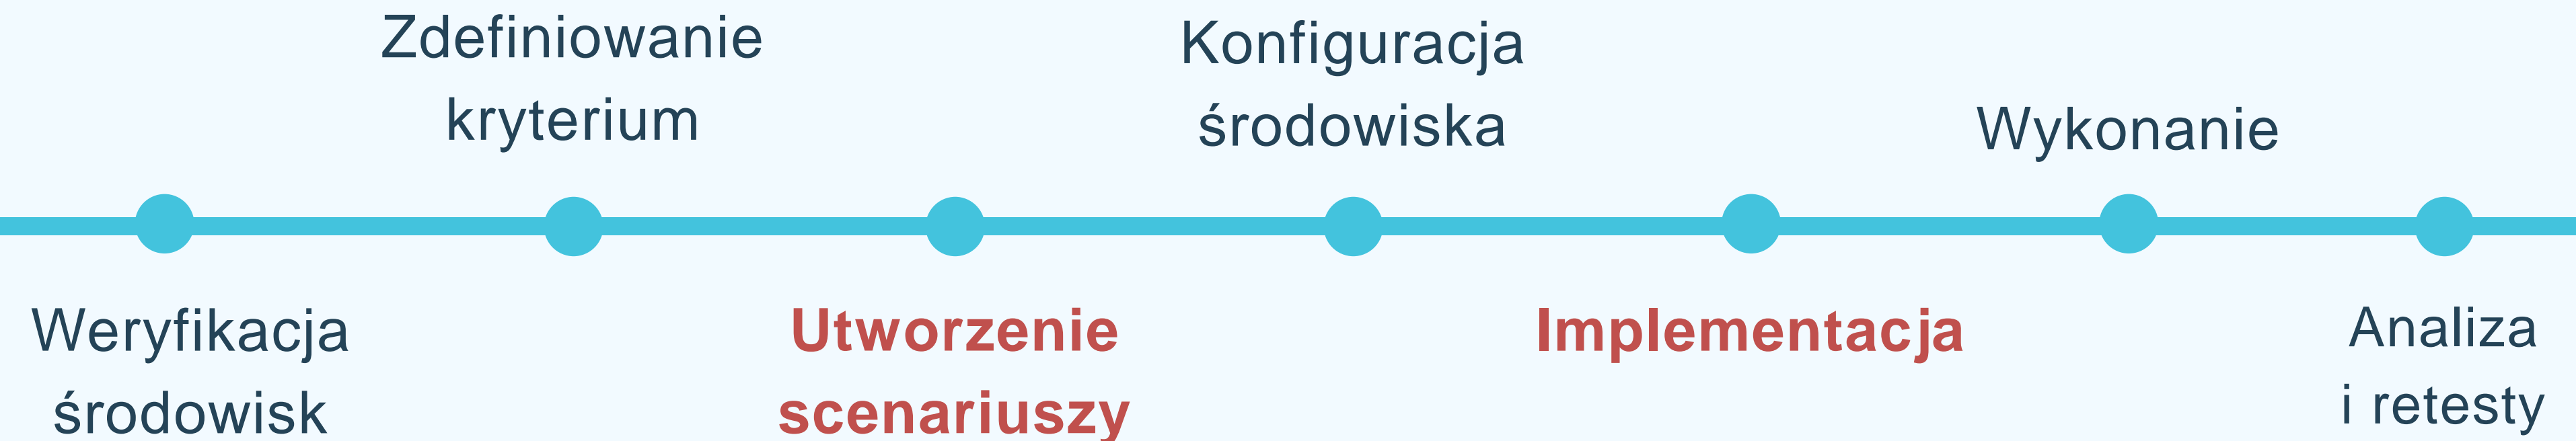 Weryfikacja
środowisk
Zdefiniowanie
kryterium
Utworzenie
scenariuszy
Konfiguracja
środowiska
Implementacja
Wykonanie
Analiza
i retesty